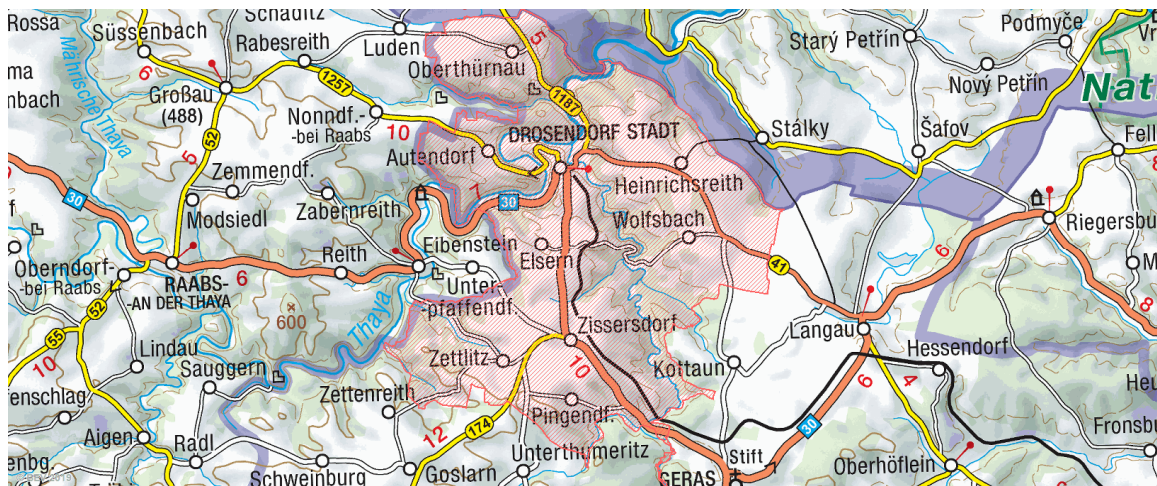 Rossa
Süssenbach
Schaditz
Rabesreith
Luden
5
Oberthürnau
Starý Petřín
Podmyče
Vr
Mährische Thaya
6
1257
Nový Petřín
Nat
ma
nbach
Großau
(488)
Nonndf.-
-bei Raabs
10
1187
DROSENDORF STADT
Stálky
Šafov
Fell
52
5
Autendorf
Zemmendf.
7
Heinrichsreith
30
Zabernreith
30
Modsiedl
Wolfsbach
Riegersbu
Eibenstein
Reith
Elsern
6
Oberndorf-
-bei Raabs
RAABS-
-AN DER THAYA
6
Unter-
-pfaffendf.
41
M
52
600
Thaya
8
55
Zissersdorf
Langau
10
Lindau
Sauggern
Zettlitz
10
Kottaun
Hessendorf
6
4
Heu
enschlag
Zettenreith
Pingendf.
30
Fronsbu
Aigen
Radl
12
174
Unterthumeritz
Stift
enbg.
Schweinburg
Goslarn
GERAS
Oberhöflein